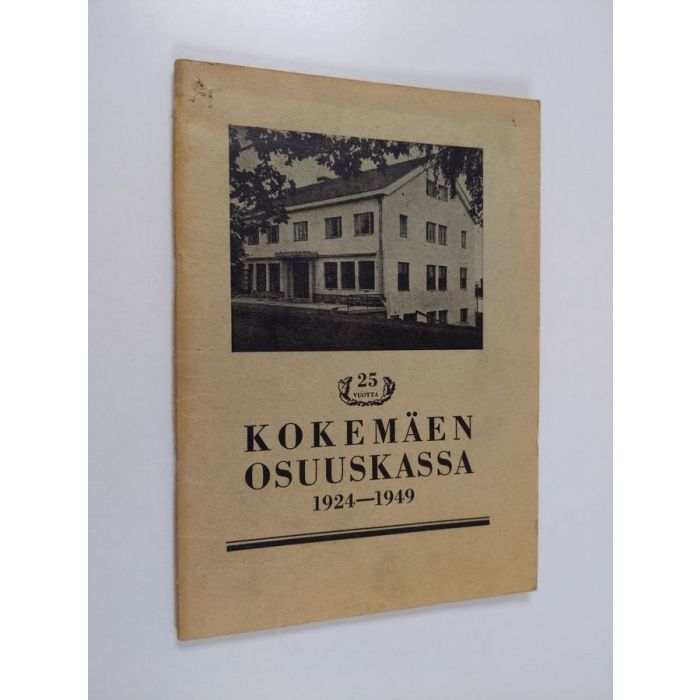 25
VUOTTA
KOKEMÄEN
OSUUSKASSA
1924—1949